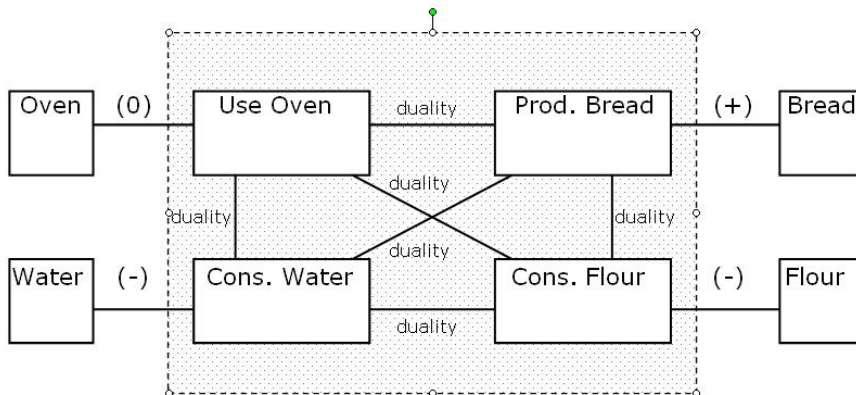 Oven (0) Use Oven duality Prod. Bread (+) Bread
duality
duality duality
duality
Water (-) Cons. Water Cons. Flour (-) Flour
duality